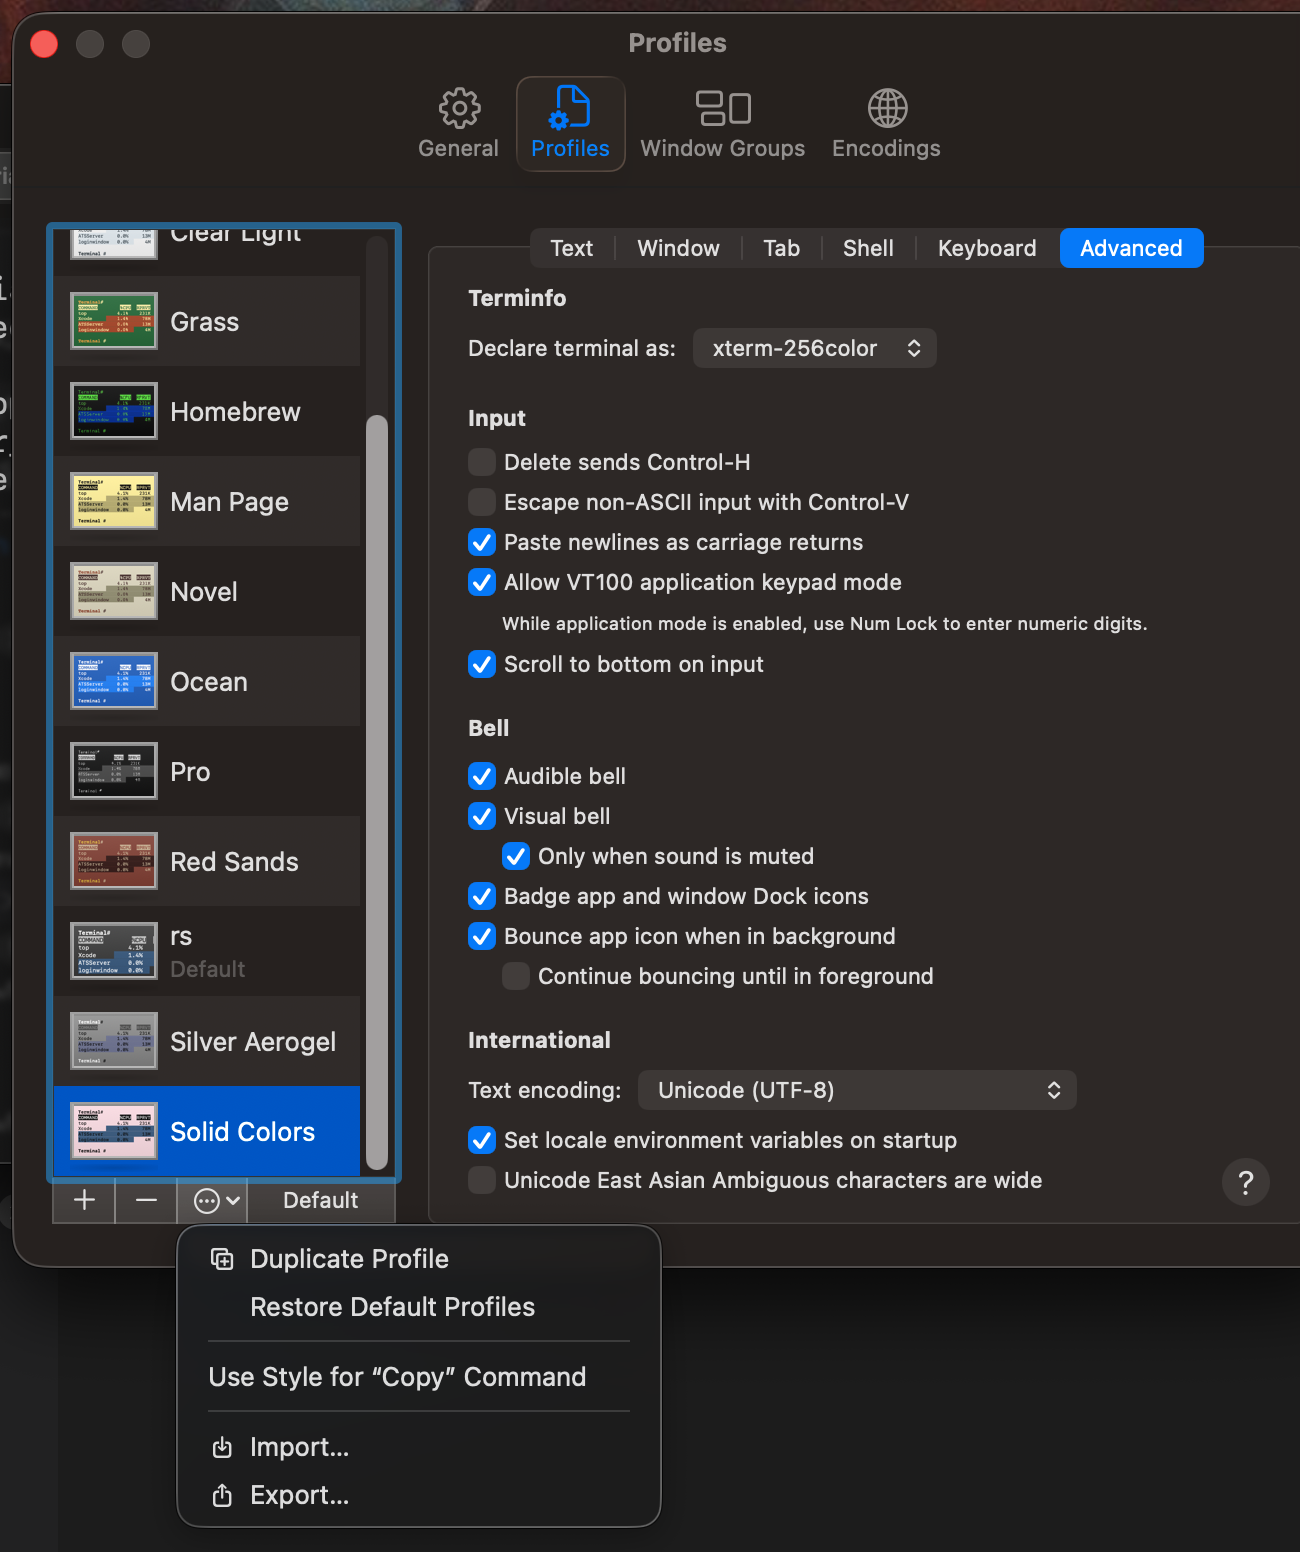 Profiles
General
Profiles
Window Groups
Encodings
Clear Light
Grass
Homebrew
Man Page
Novel
Ocean
Pro
Red Sands
rs
Default
Silver Aerogel
Solid Colors
Default
Text
Window
Tab
Shell
Keyboard
Advanced
Terminfo
Declare terminal as: xterm-256color
Input
Delete sends Control-H
Escape non-ASCII input with Control-V
Paste newlines as carriage returns
Allow VT100 application keypad mode
While application mode is enabled, use Num Lock to enter numeric digits.
Scroll to bottom on input
Bell
Audible bell
Visual bell
Only when sound is muted
Badge app and window Dock icons
Bounce app icon when in background
Continue bouncing until in foreground
International
Text encoding: Unicode (UTF-8)
Set locale environment variables on startup
Unicode East Asian Ambiguous characters are wide
?
Duplicate Profile
Restore Default Profiles
Use Style for “Copy” Command
Import...
Export...